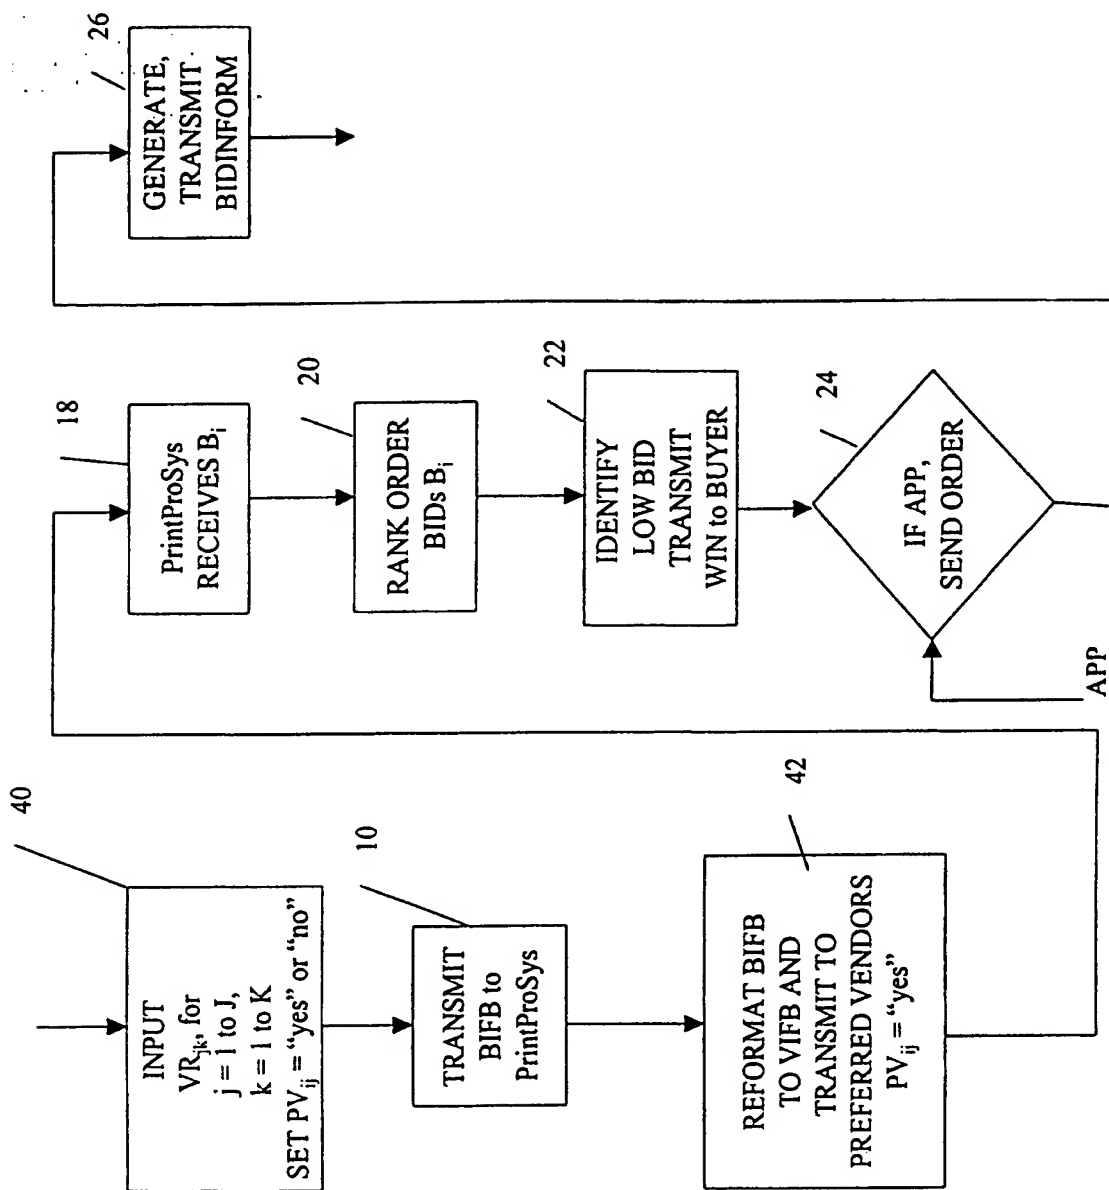 40
INPUT
VR_jk, for
j = 1 to J,
k = 1 to K
SET PV_ij = “yes” or “no”
10
TRANSMIT
BIFB to
PrintProSys
42
REFORMAT BIFB
TO VIFB AND
TRANSMIT TO
PREFERRED VENDORS
PV_ij = “yes”
18
PrintProSys
RECEIVES B_i
20
RANK ORDER
BIDs B_i
22
IDENTIFY
LOW BID
TRANSMIT
WIN to BUYER
24
IF APP,
SEND ORDER
APP
26
GENERATE,
TRANSMIT
BIDINFORM